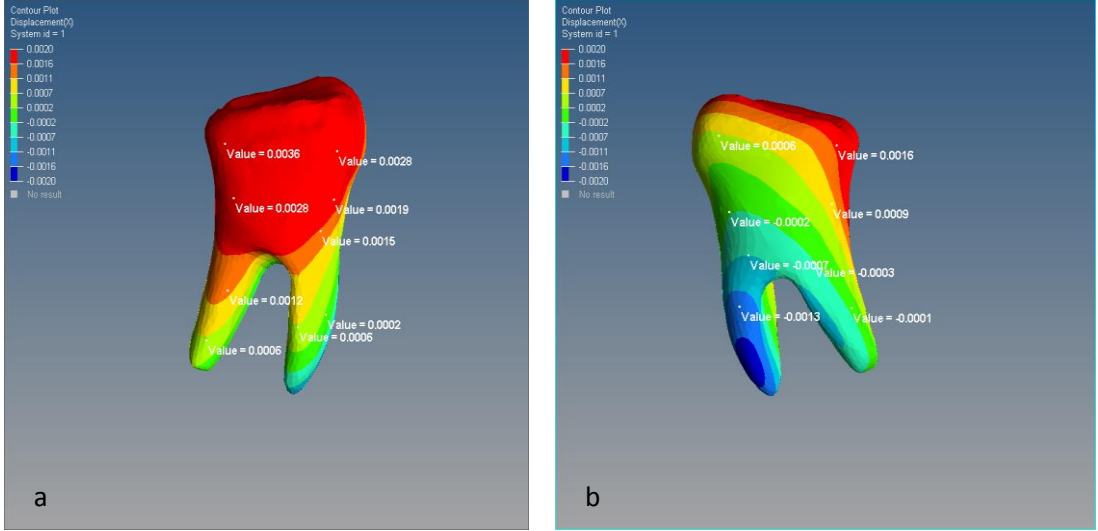 Contour Plot
Displacement(X)
System id = 1
0.0020
0.0016
0.0011
0.0007
0.0002
-0.0002
-0.0007
-0.0011
-0.0016
-0.0020
No result
Value = 0.0036
Value = 0.0028
Value = 0.0028
Value = 0.0019
Value = 0.0015
Value = 0.0012
Value = 0.0002
Value = 0.0006
Value = 0.0006
a
Contour Plot
Displacement(X)
System id = 1
0.0020
0.0016
0.0011
0.0007
0.0002
-0.0002
-0.0007
-0.0011
-0.0016
-0.0020
No result
Value = 0.0006
Value = 0.0016
Value = 0.0009
Value = -0.0002
Value = -0.0007
Value = -0.0003
Value = -0.0013
Value = -0.0001
b